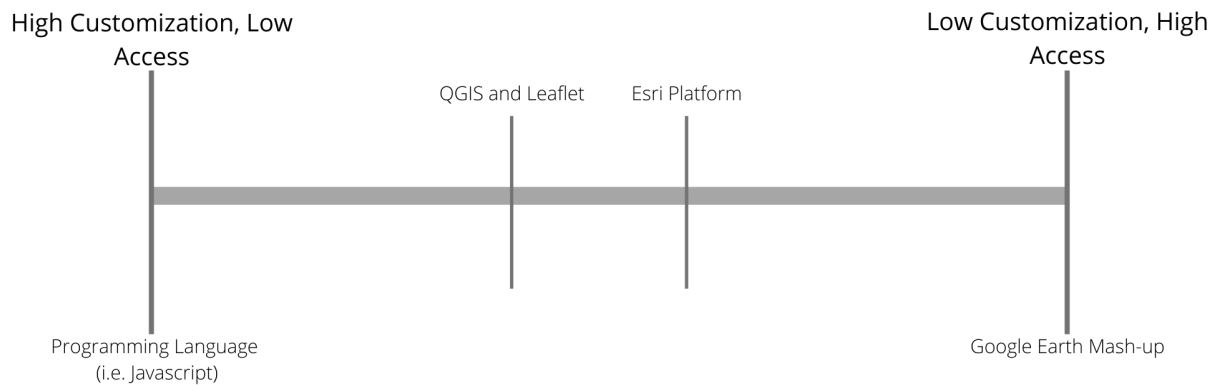 High Customization, Low
Access
Low Customization, High
Access
QGIS and Leaflet
Esri Platform
Programming Language
(i.e. Javascript)
Google Earth Mash-up